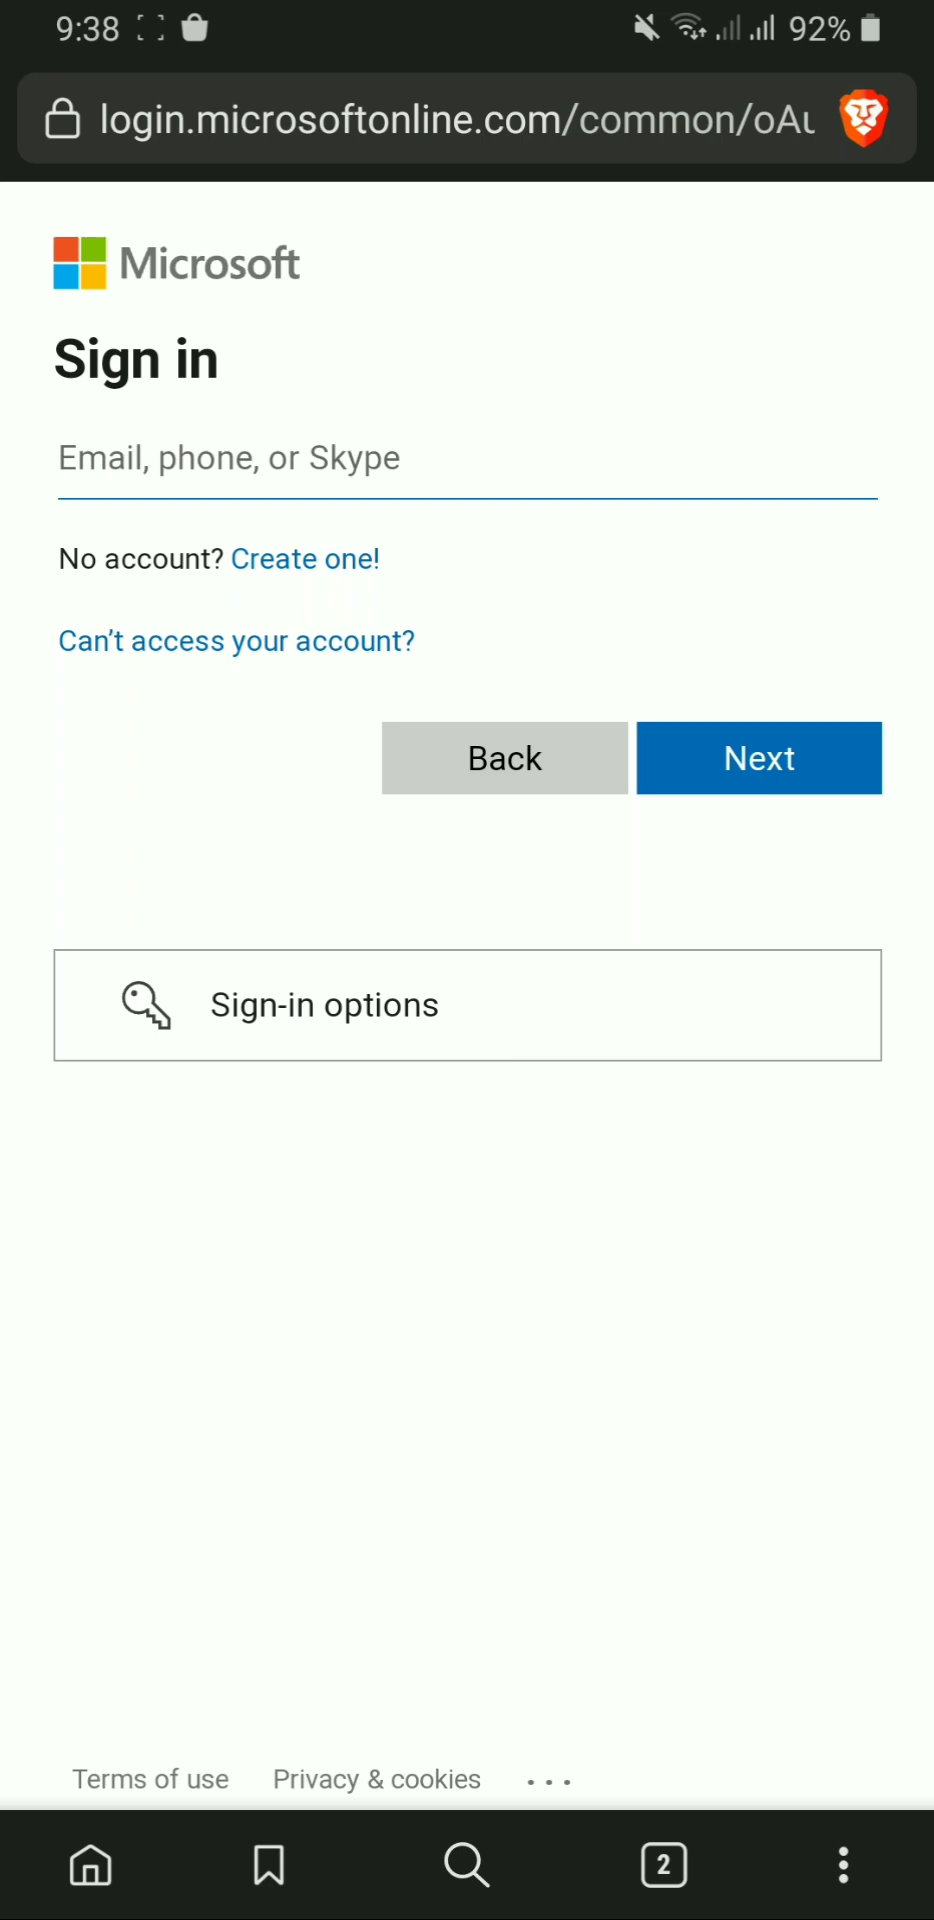 9:38 92%
login.microsoftonline.com/common/oAu
Microsoft
Sign in
Email, phone, or Skype
No account? Create one!
Can't access your account?
Back Next
Sign-in options
Terms of use Privacy & cookies ...
2